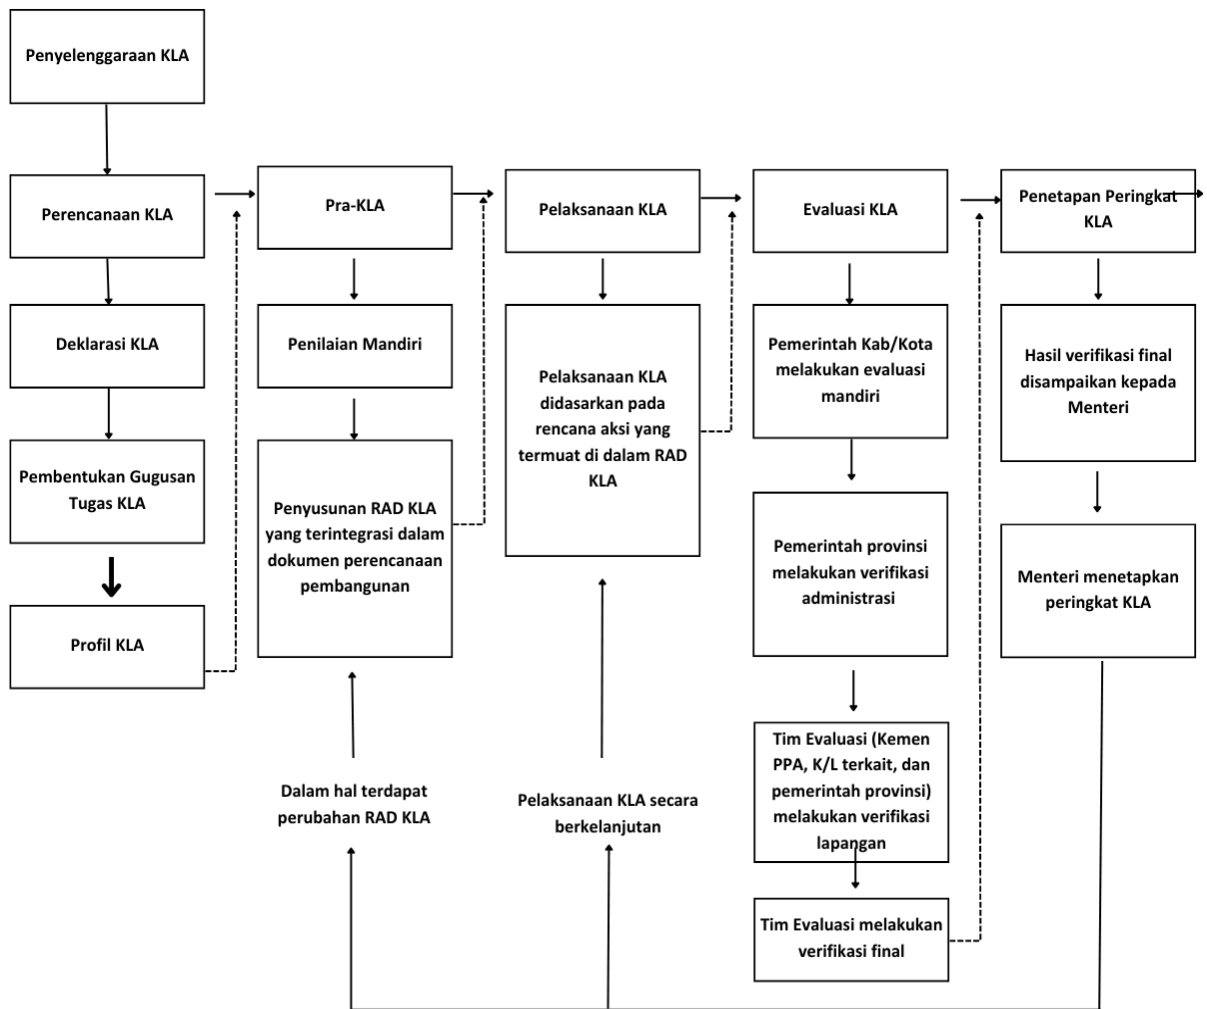 Penyelenggaraan KLA
Perencanaan KLA
Deklarasi KLA
Pembentukan Gugusan
Tugas KLA
Profil KLA
Pra-KLA
Penilaian Mandiri
Penyusunan RAD KLA
yang terintegrasi dalam
dokumen perencanaan
pembangunan
Dalam hal terdapat
perubahan RAD KLA
Pelaksanaan KLA
Pelaksanaan KLA
didasarkan pada
rencana aksi yang
termuat di dalam RAD
KLA
Pelaksanaan KLA secara
berkelanjutan
Evaluasi KLA
Pemerintah Kab/Kota
melakukan evaluasi
mandiri
Pemerintah provinsi
melakukan verifikasi
administrasi
Tim Evaluasi (Kemen
PPA, K/L terkait, dan
pemerintah provinsi)
melakukan verifikasi
lapangan
Tim Evaluasi melakukan
verifikasi final
Penetapan Peringkat
KLA
Hasil verifikasi final
disampaikan kepada
Menteri
Menteri menetapkan
peringkat KLA